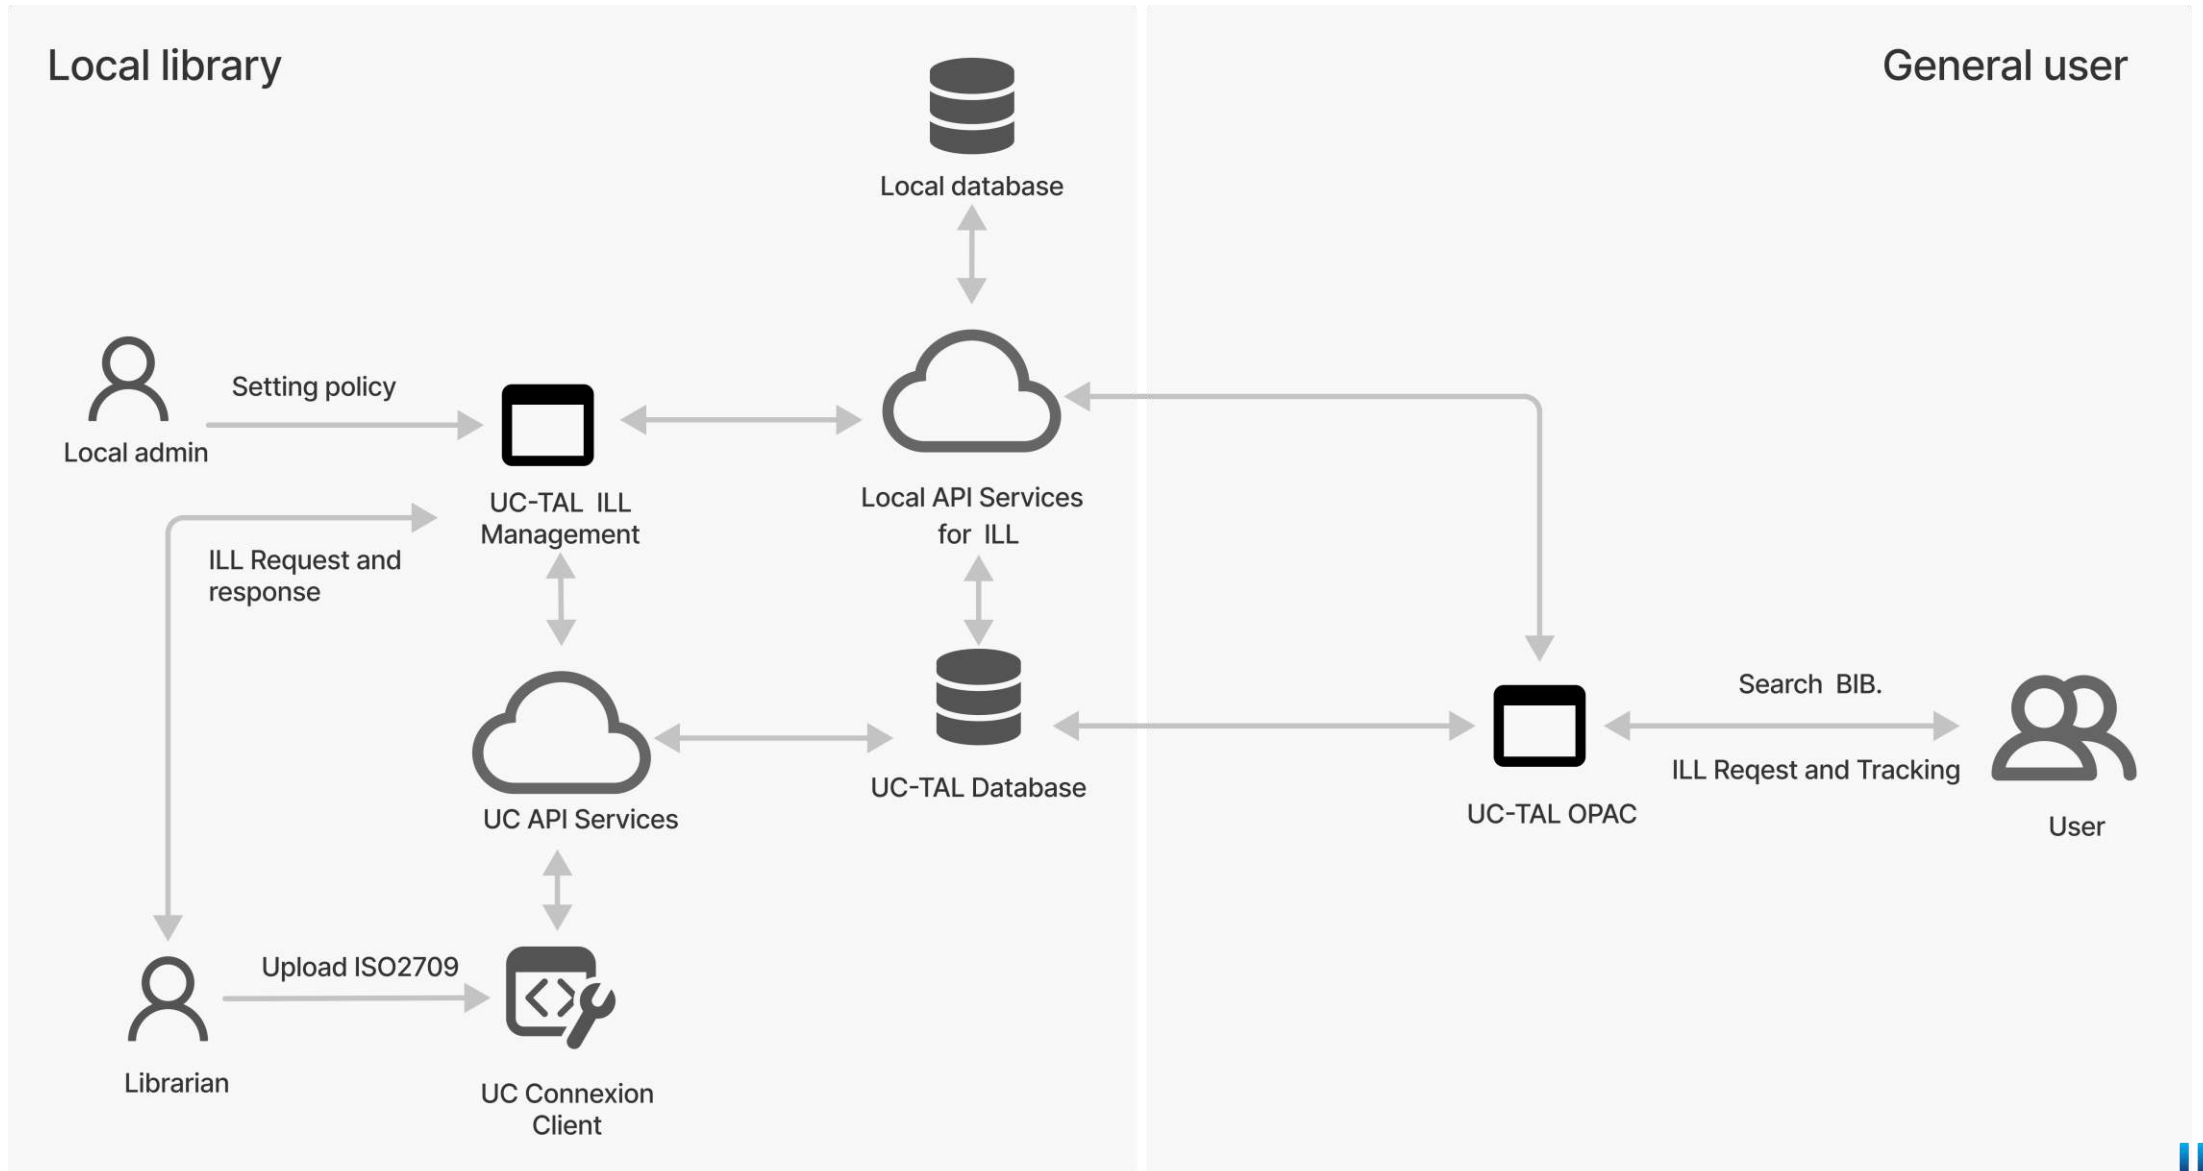 Local library
General user
Local database
Setting policy
Local admin
UC-TAL ILL
Management
Local API Services
for ILL
ILL Request and
response
Search BIB.
ILL Reqest and Tracking
UC-TAL Database
UC-TAL OPAC
User
UC API Services
Upload ISO2709
Librarian
UC Connexion
Client